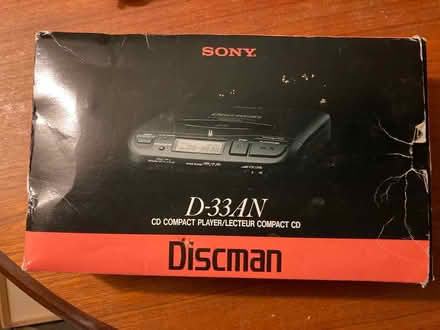 SONY
D-33AN
CD COMPACT PLAYER/LECTEUR COMPACT CD
Discman